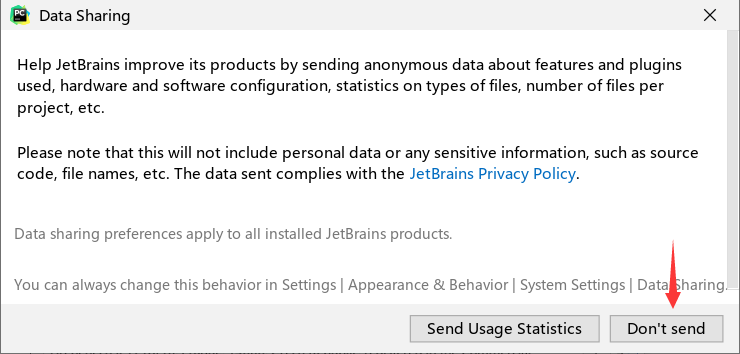 PC
Data Sharing
Help JetBrains improve its products by sending anonymous data about features and plugins
used, hardware and software configuration, statistics on types of files, number of files per
project, etc.
Please note that this will not include personal data or any sensitive information, such as source
code, file names, etc. The data sent complies with the JetBrains Privacy Policy.
Data sharing preferences apply to all installed JetBrains products.
You can always change this behavior in Settings | Appearance & Behavior | System Settings | Data Sharing.
Send Usage Statistics
Don't send